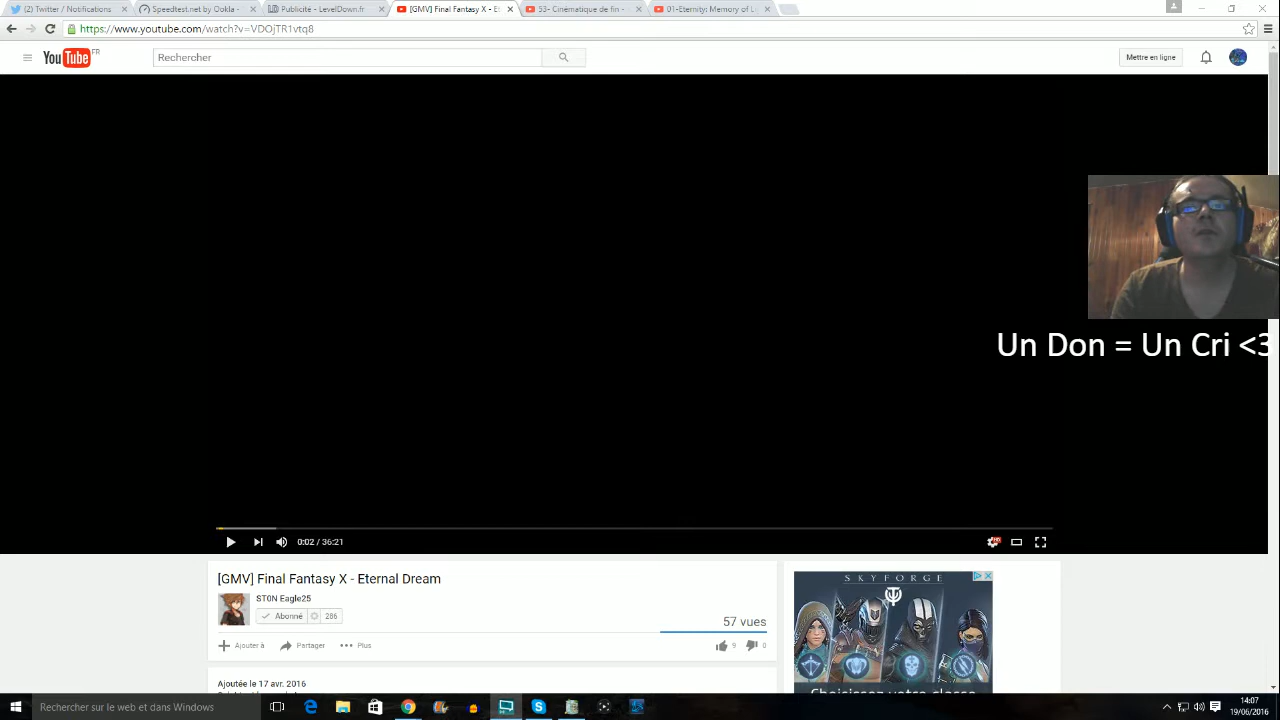 (2) Twitter / Notifications
Speedtest.net by Ookla -
Publicité - LevelDown.fr
[GMV] Final Fantasy X - Et
53- Cinématique de fin -
01-Eternity: Memory of L
https://www.youtube.com/watch?v=VDOjTR1vtq8
YouTube FR
Rechercher
Mettre en ligne
Un Don = Un Cri <3
0:02 / 36:21
[GMV] Final Fantasy X - Eternal Dream
ST0N Eagle25
Abonné
286
57 vues
Ajouter à
Partager
Plus
9
0
Ajoutée le 17 avr. 2016
SKYFORGE
Choisissez votre classe
Rechercher sur le web et dans Windows
14:07
19/06/2016